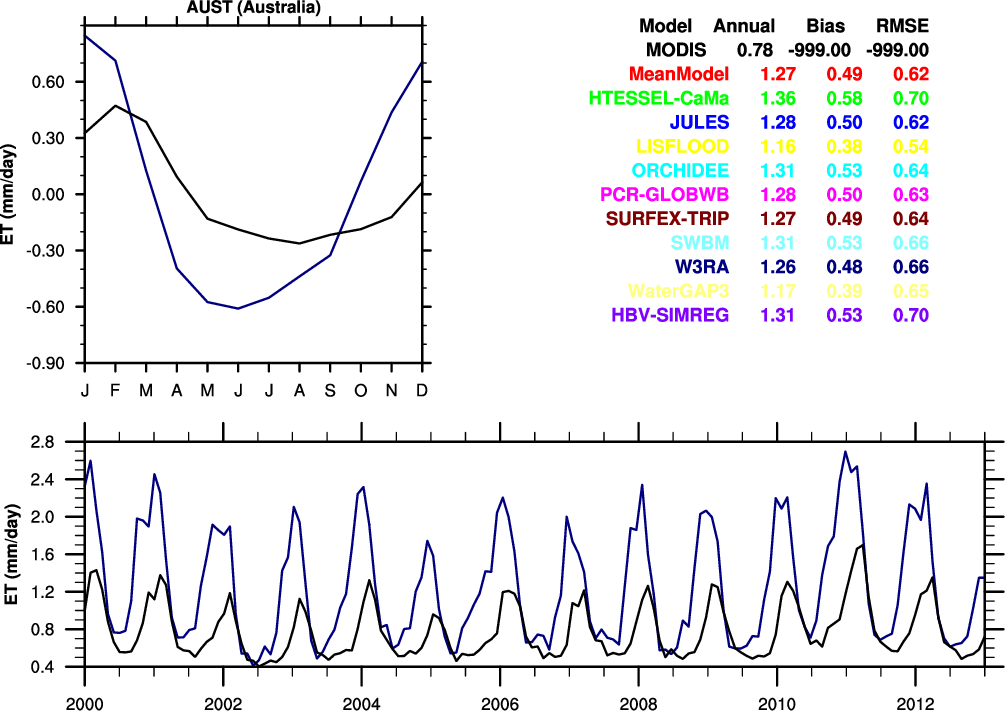 AUST (Australia)
Model Annual Bias RMSE
MODIS 0.78 -999.00 -999.00
MeanModel 1.27 0.49 0.62
HTESSEL-CaMa 1.36 0.58 0.70
JULES 1.28 0.50 0.62
LISFLOOD 1.16 0.38 0.54
ORCHIDEE 1.31 0.53 0.64
PCR-GLOBWB 1.28 0.50 0.63
SURFEX-TRIP 1.27 0.49 0.64
SWBM 1.31 0.53 0.66
W3RA 1.26 0.48 0.66
WaterGAP3 1.17 0.39 0.65
HBV-SIMREG 1.31 0.53 0.70
ET (mm/day)
0.60
0.30
0.00
-0.30
-0.60
-0.90
J F M A M J J A S O N D
ET (mm/day)
2.8
2.4
2.0
1.6
1.2
0.8
0.4
2000 2002 2004 2006 2008 2010 2012